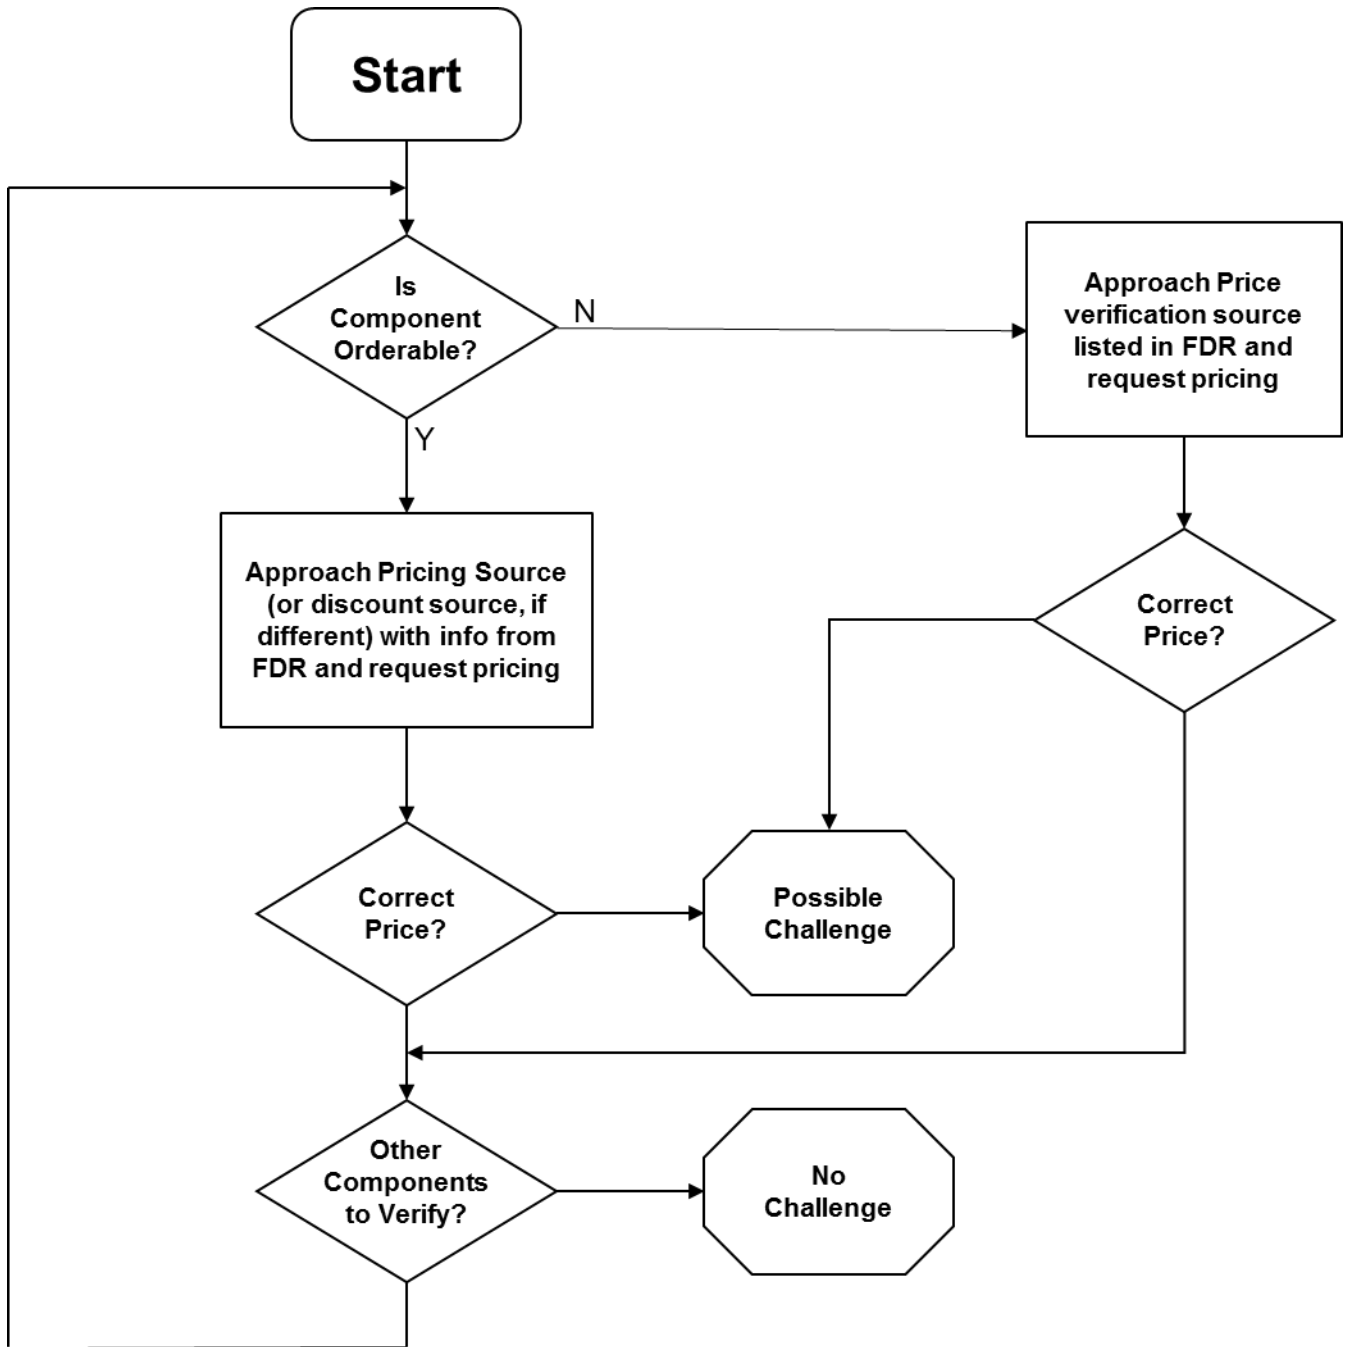 Start
Is
Component
Orderable?
N
Y
Approach Price
verification source
listed in FDR and
request pricing
Approach Pricing Source
(or discount source, if
different) with info from
FDR and request pricing
Correct
Price?
Correct
Price?
Possible
Challenge
Other
Components
to Verify?
No
Challenge